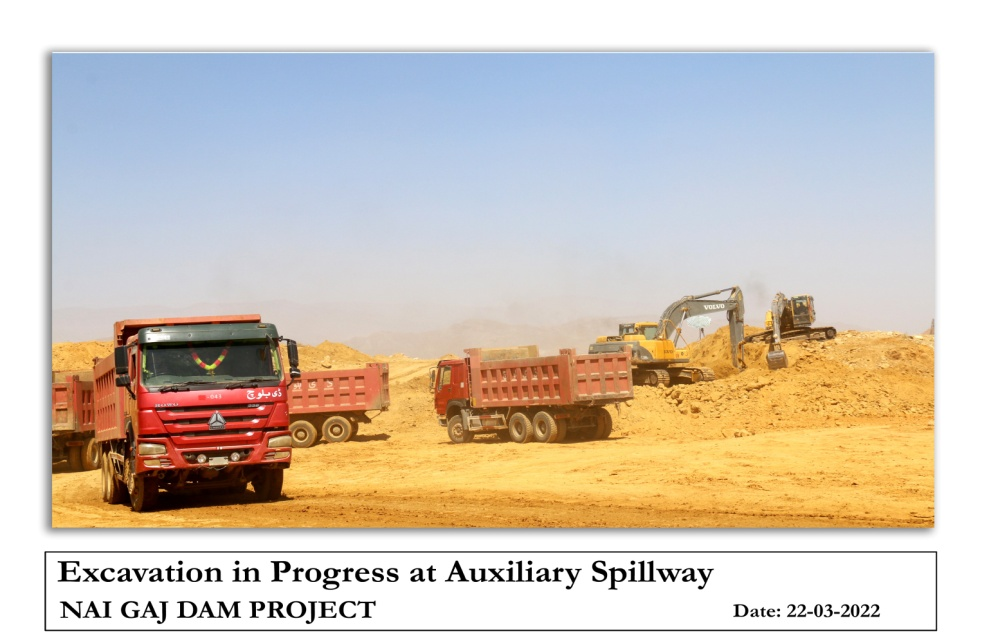 VOLVO
ڈی بلوچ
Excavation in Progress at Auxiliary Spillway
NAI GAJ DAM PROJECT
Date: 22-03-2022